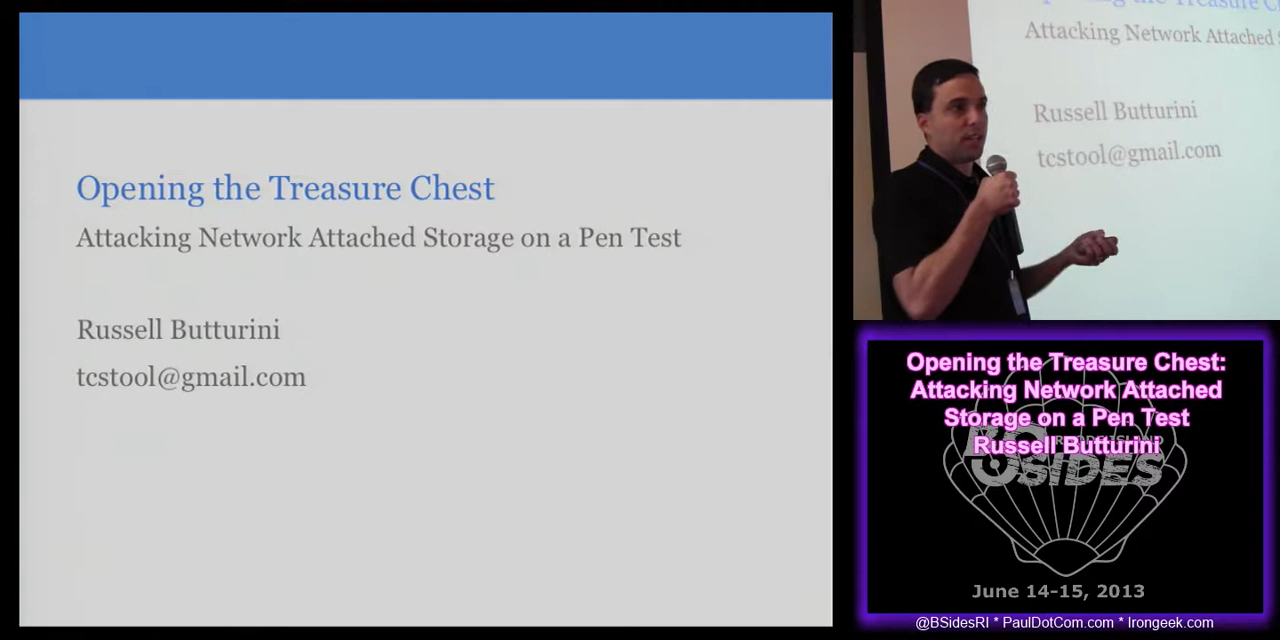 Opening the Treasure Chest
Attacking Network Attached Storage on a Pen Test
Russell Butturini
tcstool@gmail.com
Attacking Network Attached
Russell Butturini
tcstool@gmail.com
Opening the Treasure Chest:
Attacking Network Attached
Storage on a Pen Test
Russell Butturini
BSIDES
June 14-15, 2013
@BSidesRI * PaulDotCom.com * Irongeek.com